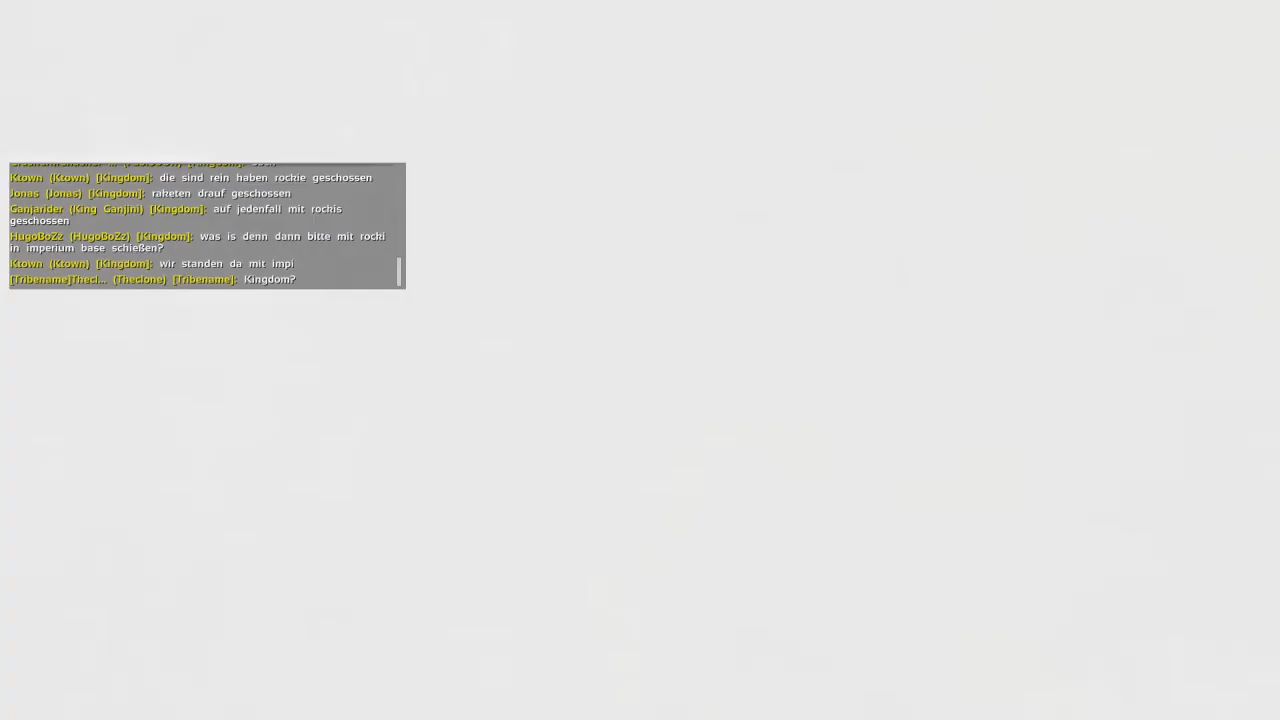 Ktown (Ktown) [Kingdom]: die sind rein haben rockie geschossen
Jonas (Jonas) [Kingdom]: raketen drauf geschossen
Ganjarider (King Ganjini) [Kingdom]: auf jedenfall mit rockis
geschossen
HugoBoZz (HugoBoZz) [Kingdom]: was is denn dann bitte mit rocki
in imperium base schießen?
Ktown (Ktown) [Kingdom]: wir standen da mit impi
[Tribename]Thecl... (Theclone) [Tribename]: Kingdom?